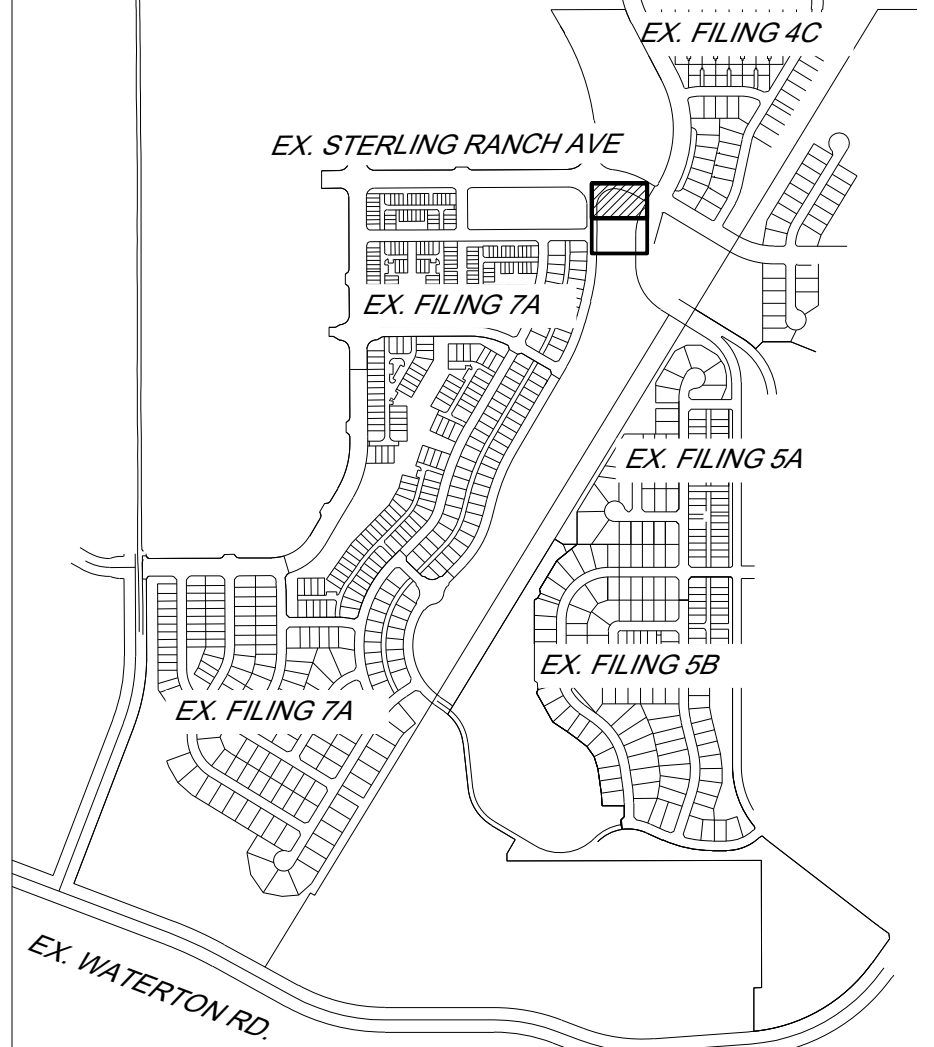 EX. FILING 4C
EX. STERLING RANCH AVE
EX. FILING 7A
EX. FILING 5A
EX. FILING 5B
EX. FILING 7A
EX. WATERTON RD.